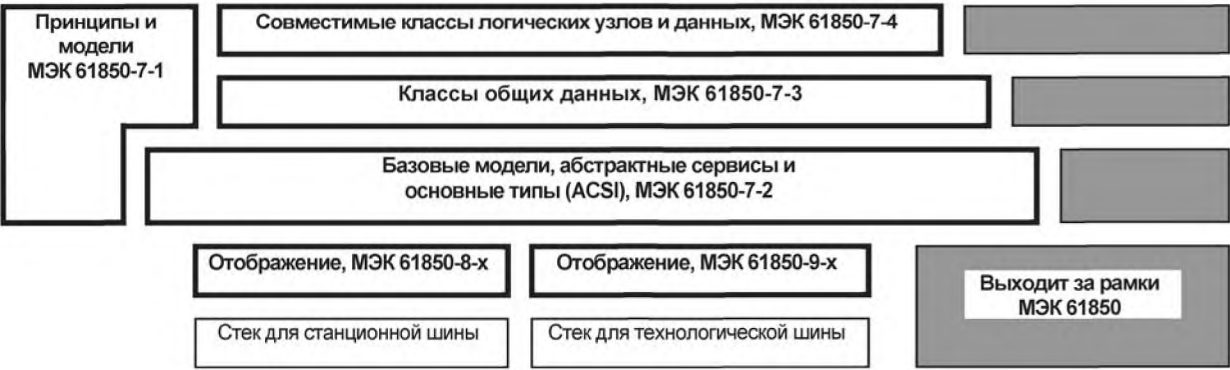 Принципы и
модели
МЭК 61850-7-1
Совместимые классы логических узлов и данных, МЭК 61850-7-4
Классы общих данных, МЭК 61850-7-3
Базовые модели, абстрактные сервисы и
основные типы (ACSI), МЭК 61850-7-2
Отображение, МЭК 61850-8-x
Отображение, МЭК 61850-9-x
Выходит за рамки
МЭК 61850
Стек для станционной шины
Стек для технологической шины